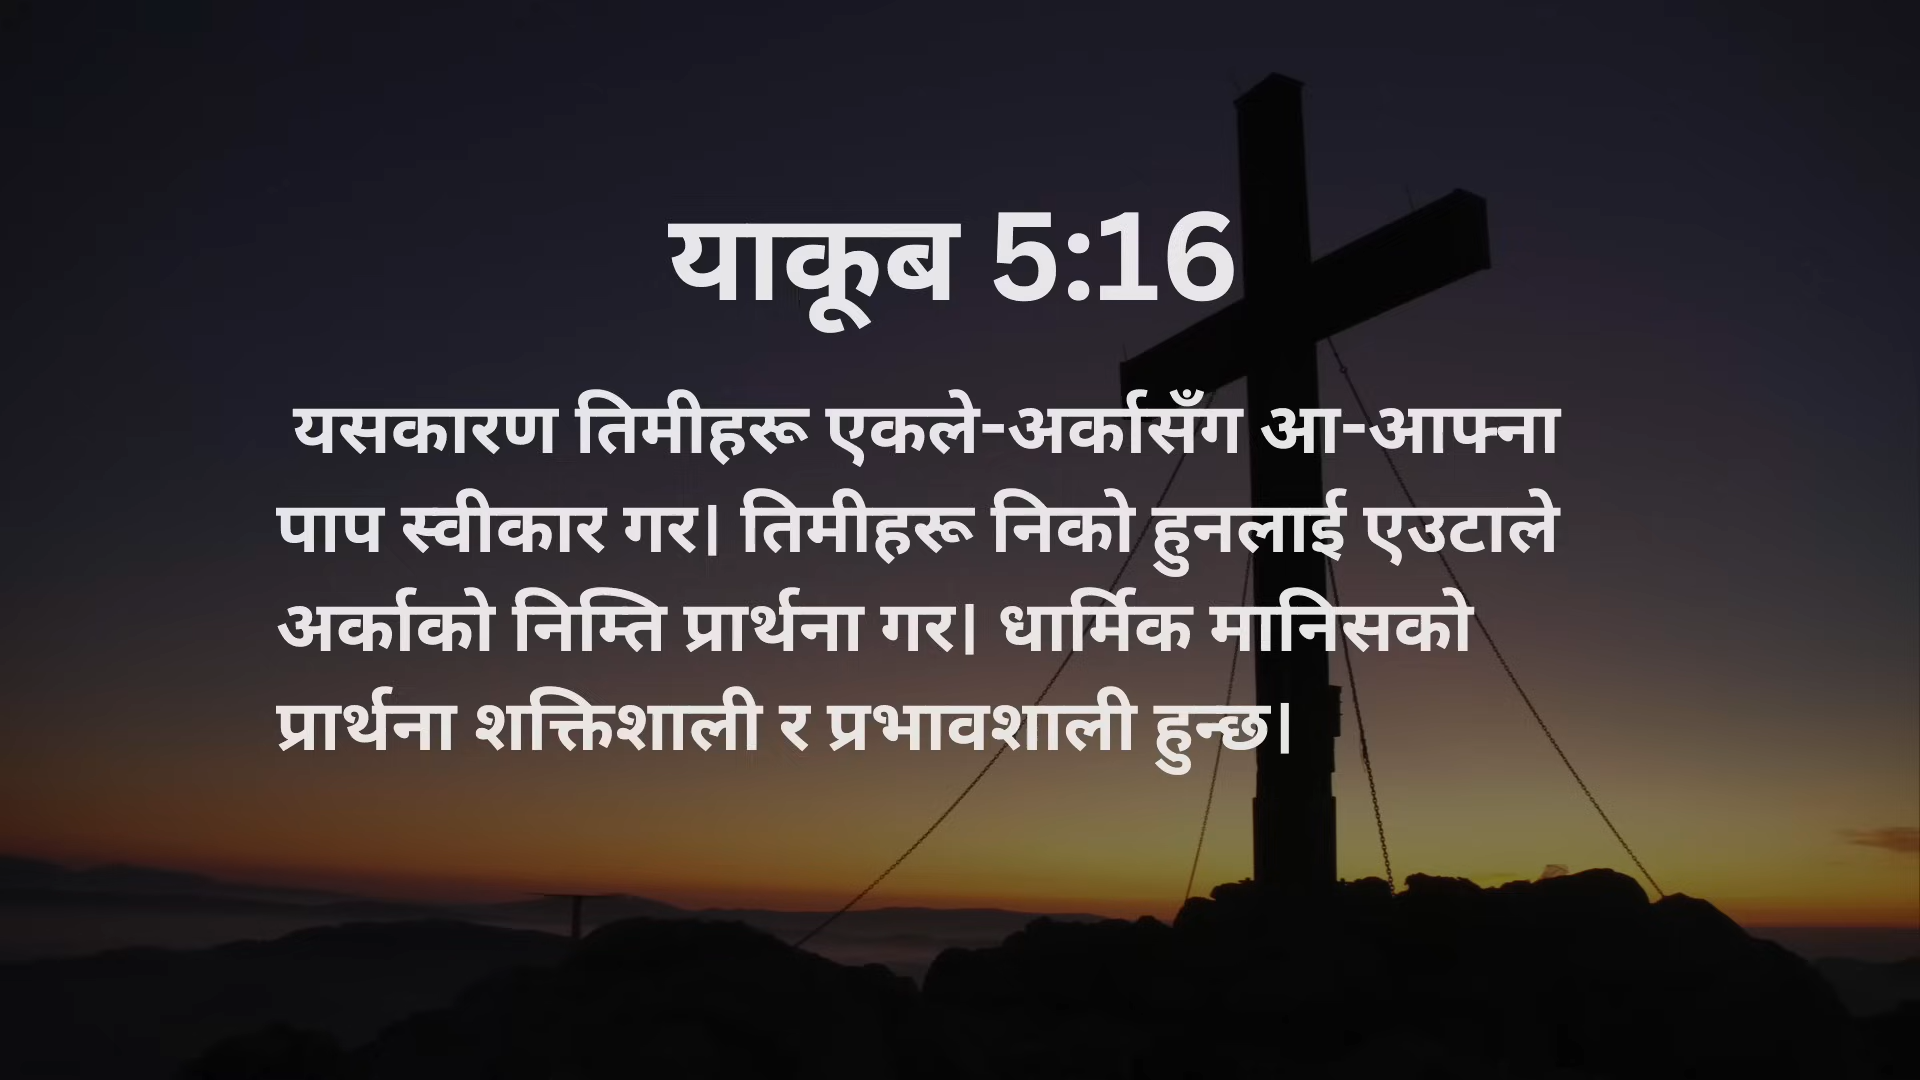 याकूब 5:16
यसकारण तिमीहरू एकले-अर्कासँग आ-आफ्ना
पाप स्वीकार गर। तिमीहरू निको हुनलाई एउटाले
अर्काको निम्ति प्रार्थना गर। धार्मिक मानिसको
प्रार्थना शक्तिशाली र प्रभावशाली हुन्छ।